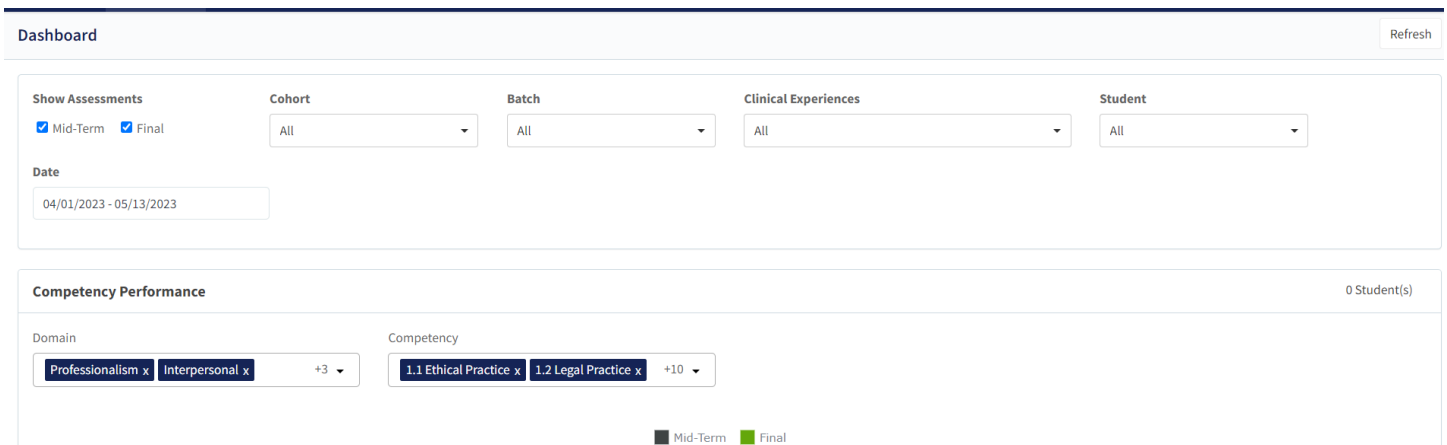 Dashboard
Refresh
Show Assessments
Mid-Term
Final
Cohort
All
Batch
All
Clinical Experiences
All
Student
All
Date
04/01/2023 - 05/13/2023
Competency Performance
0 Student(s)
Domain
Professionalism x Interpersonal x +3
Competency
1.1 Ethical Practice x 1.2 Legal Practice x +10
Mid-Term Final